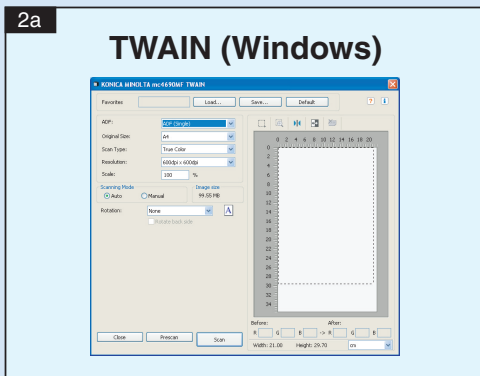 2a
TWAIN (Windows)
KONICA MINOLTA mc4690MF TWAIN
Favorites Load... Save... Default ? i
ADF: ADF (Single)
Original Size: A4
Scan Type: True Color
Resolution: 600dpi x 600dpi
Scale: 100 %
Scanning Mode Image size
Auto Manual 99.55 MB
Rotation: None A
Rotate back side
0 2 4 6 8 10 12 14 16 18 20
0
2
4
6
8
10
12
14
16
18
20
22
24
26
28
30
32
34
Before: After:
R G B -> R G B
Width: 21.00 Height: 29.70 cm
Close Prescan Scan